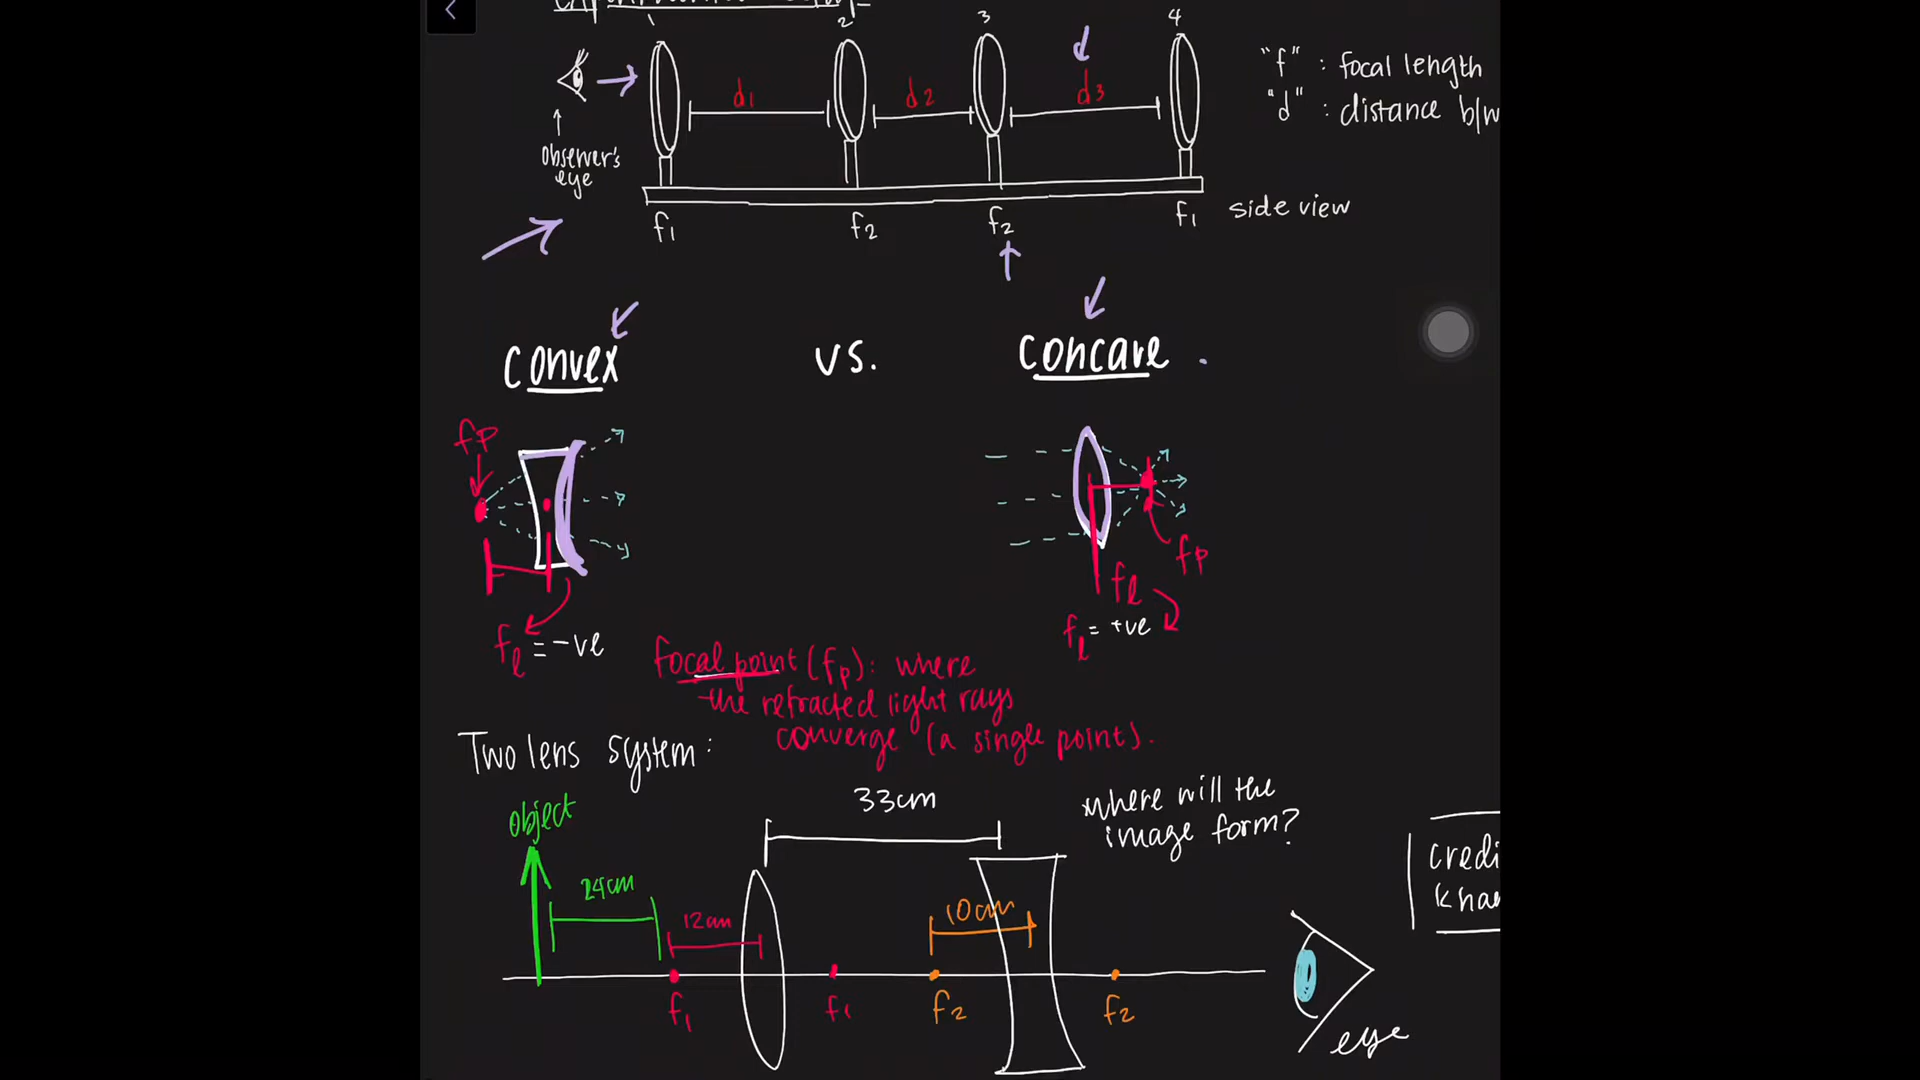 1
2
3
4
d1
d2
d3
"f" : focal length
"d" : distance b/w
observer's
eye
f1
f2
f2
f1
side view
convex
vs.
concave
fp
fp
fl
fl = -ve
fl = +ve
focal point (fp): where
the refracted light rays
converge (a single point).
Two lens system:
object
33cm
where will the
image form?
24cm
12cm
10cm
credi
khan
f1
f1
f2
f2
eye